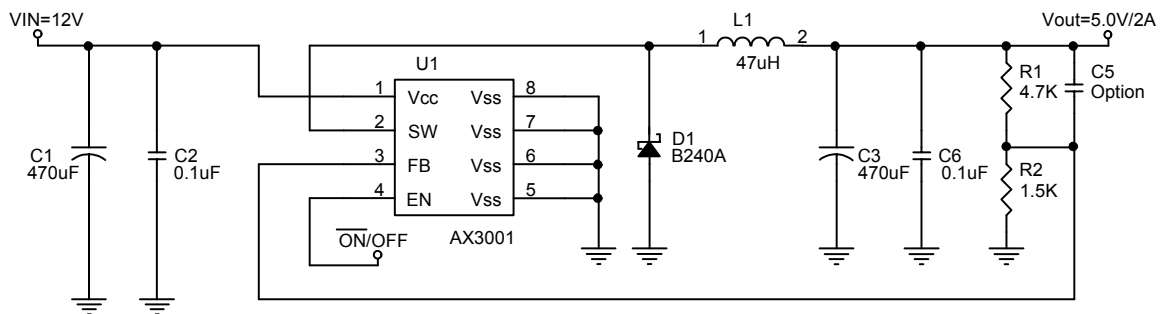 VIN=12V
L1
Vout=5.0V/2A
1
2
47uH
U1
R1
4.7K
C5
Option
1
Vcc
Vss
8
2
SW
Vss
7
3
FB
Vss
6
4
EN
Vss
5
C1
470uF
C2
0.1uF
D1
B240A
C3
470uF
C6
0.1uF
R2
1.5K
ON/OFF
AX3001